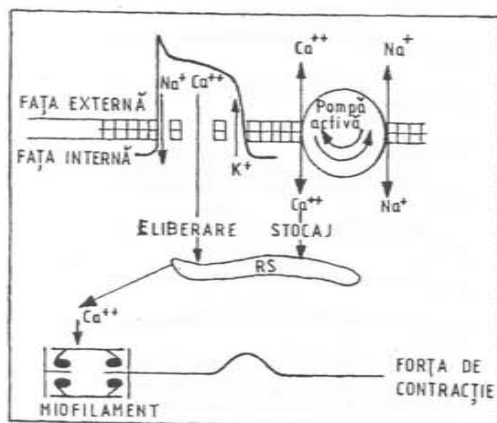 Ca++ Na+
Na+ Ca++
FAȚA EXTERNĂ
Pompă
activă
FAȚA INTERNĂ
K+
Ca++ Na+
ELIBERARE STOCAJ
RS
Ca++
FORȚA DE
CONTRACȚIE
MIOFILAMENT